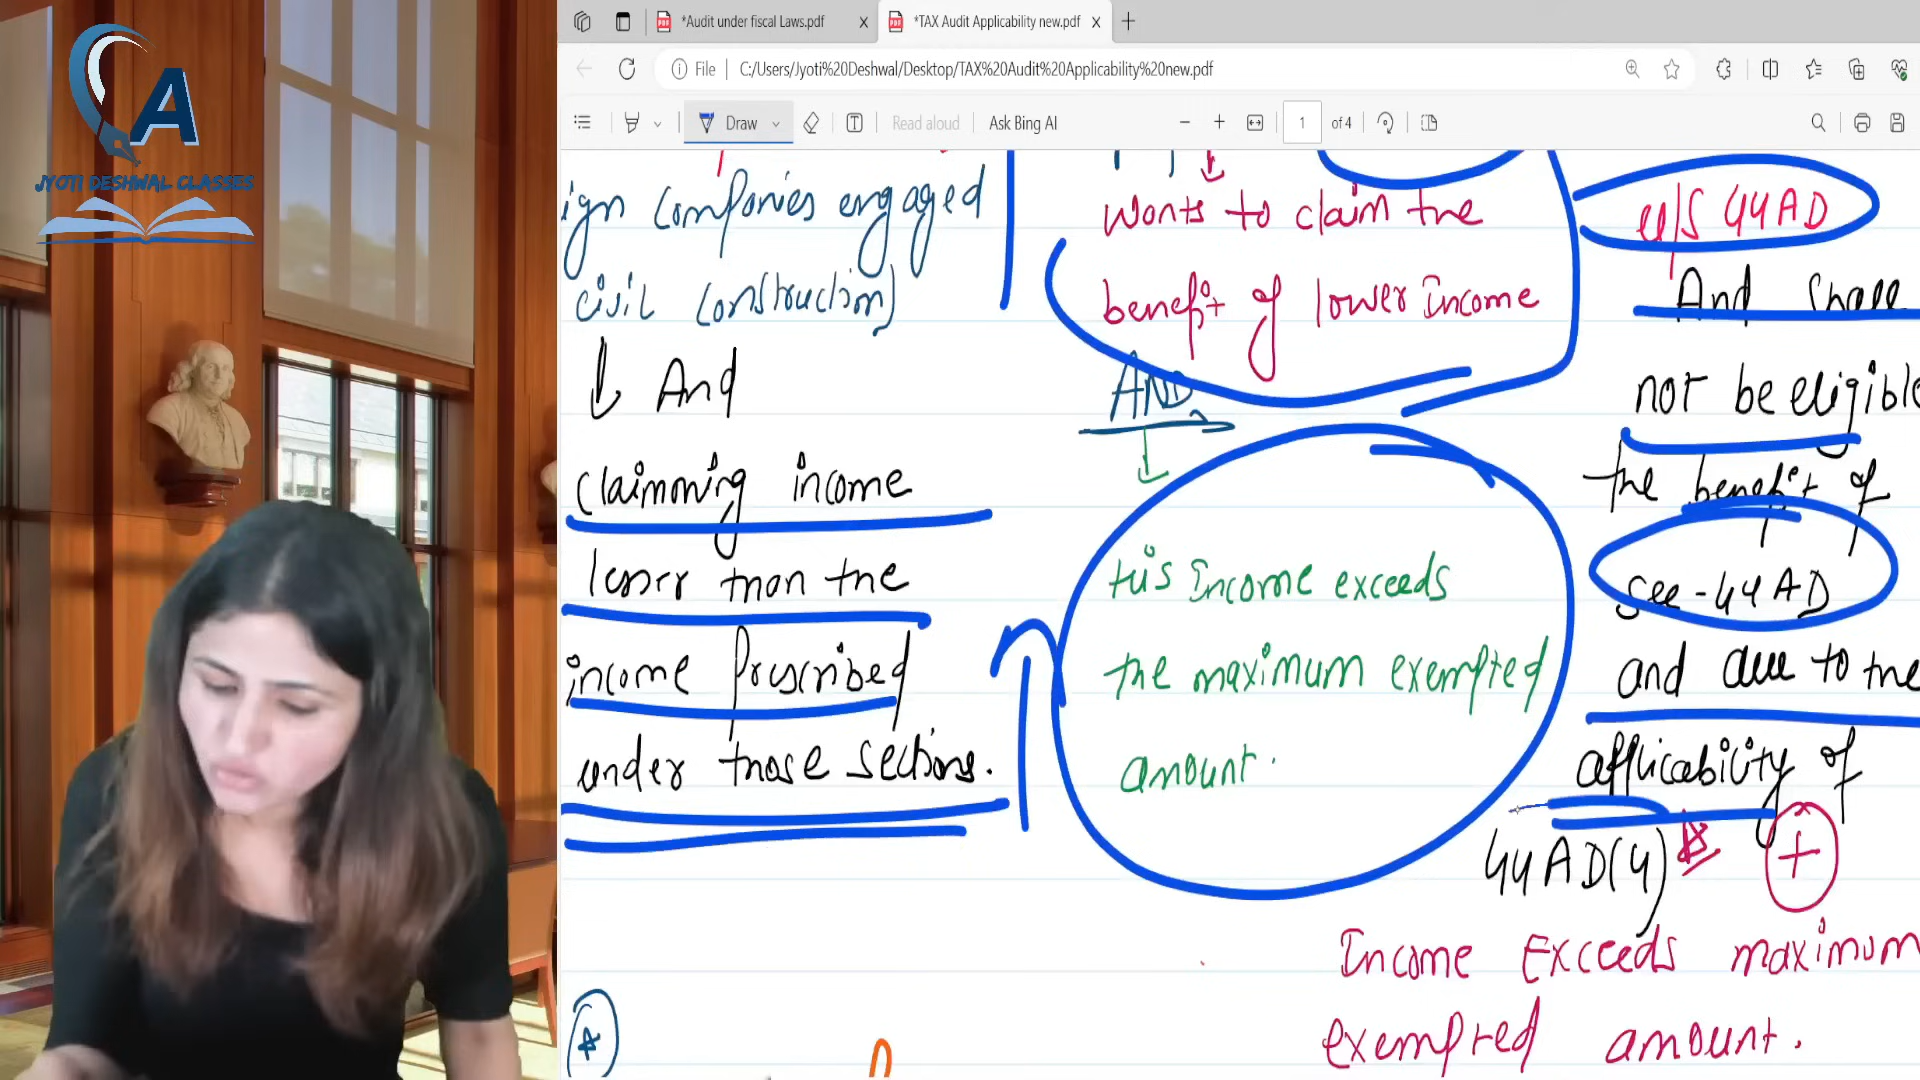 CA
JYOTI DESHWAL CLASSES
*Audit under fiscal Laws.pdf
*TAX Audit Applicability new.pdf
File
C:/Users/Jyoti%20Deshwal/Desktop/TAX%20Audit%20Applicability%20new.pdf
Draw
Read aloud
Ask Bing AI
1
of 4
ign Companies engaged
civil Construction)
And
claimming income
lesser than the
income Prescribed
under those sections.
wants to claim the
benefit of lower Income
AND
His Income exceeds
the maximum exempted
amount.
u/s 44AD
And shall
not be eligible
the benefit of
sec-44AD
and due to the
applicability of
44AD(4)
+
Income Exceeds maximum
exempted amount.
A